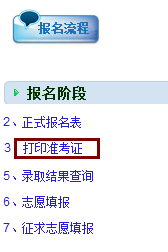 报名流程
报名阶段
2、正式报名表
3 打印准考证
5、录取结果查询
6、志愿填报
7、征求志愿填报